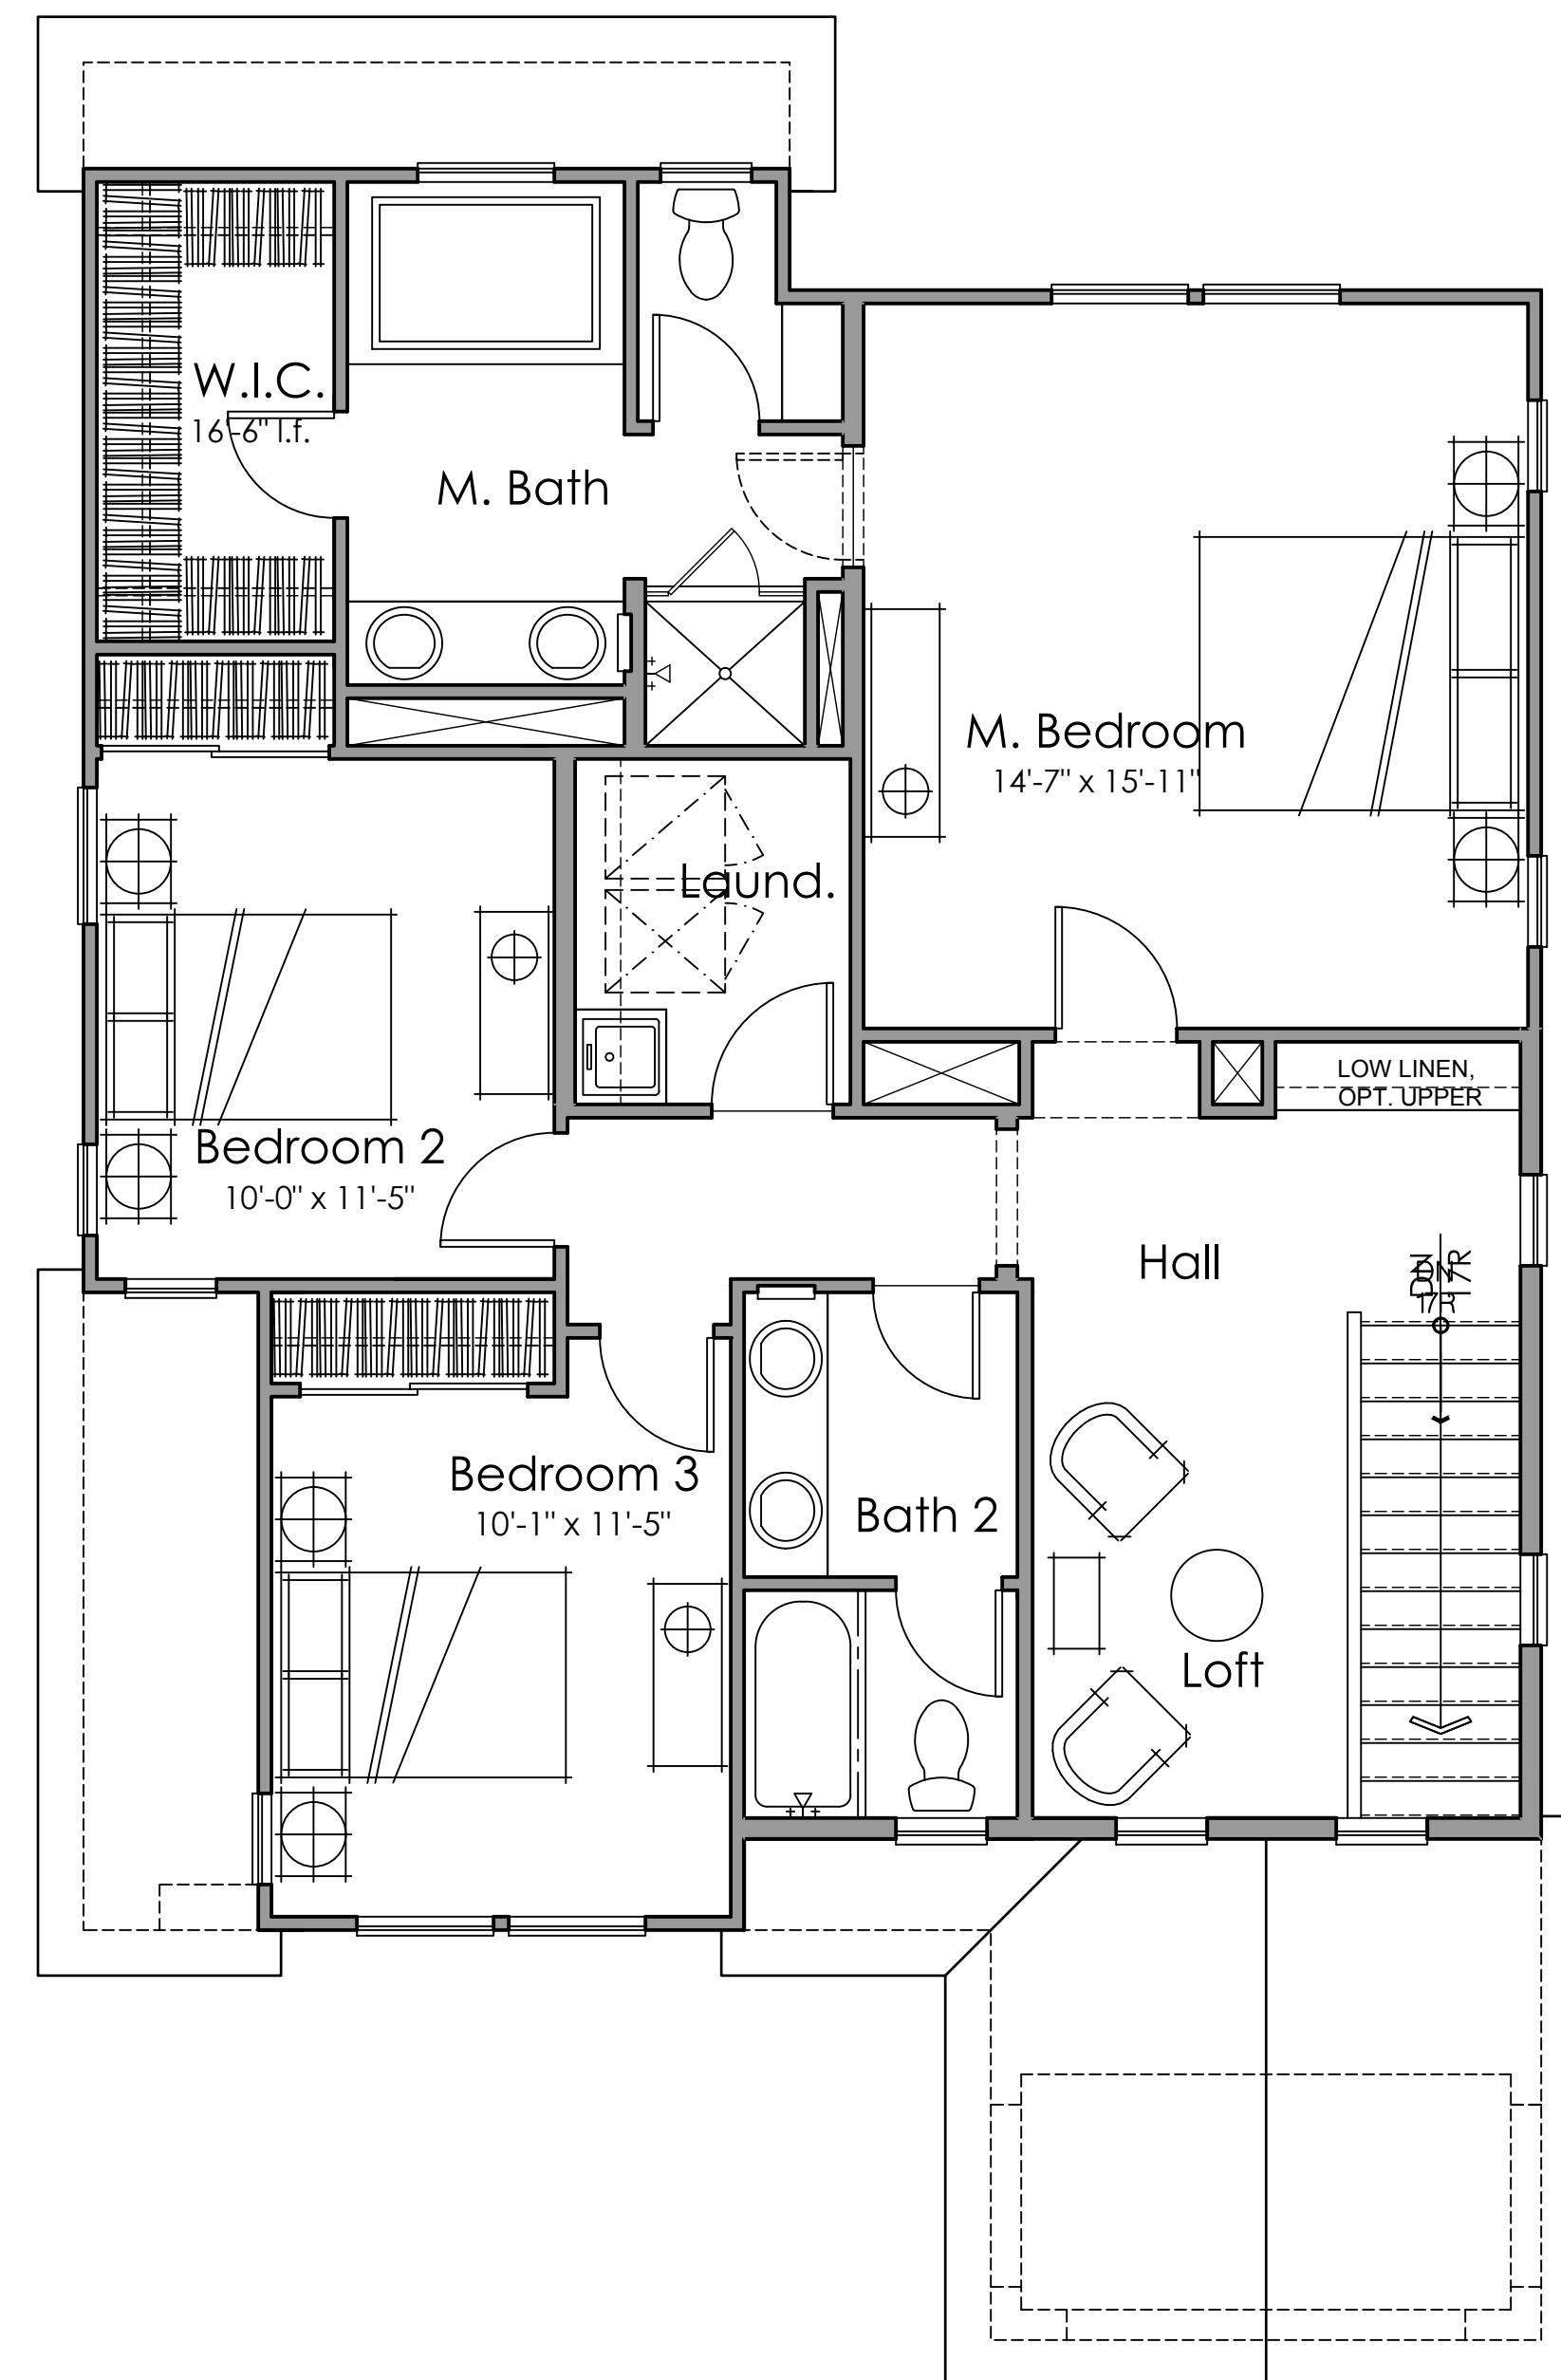 W.I.C.
16'-6" l.f.
M. Bath
M. Bedroom
14'-7" x 15'-11"
Laund.
LOW LINEN,
OPT. UPPER
Bedroom 2
10'-0" x 11'-5"
Hall
DN
17R
Bedroom 3
10'-1" x 11'-5"
Bath 2
Loft